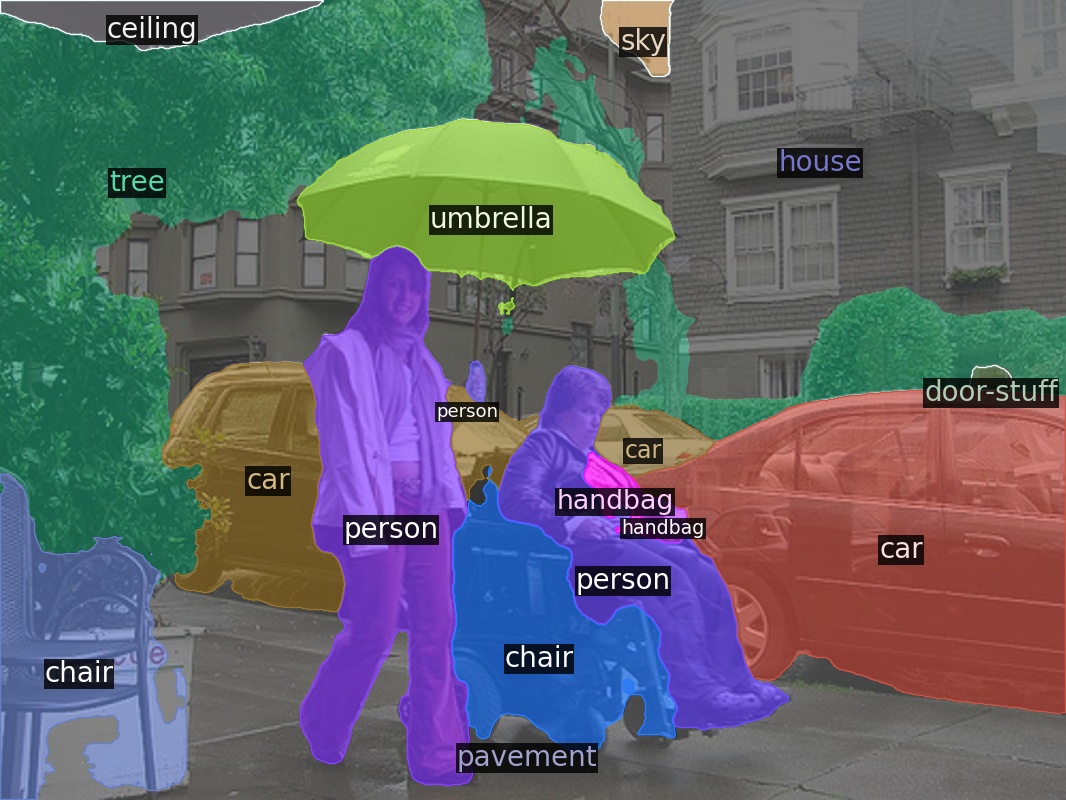 ceiling
sky
house
tree
umbrella
door-stuff
person
car
car
handbag
person
handbag
car
person
chair
chair
pavement